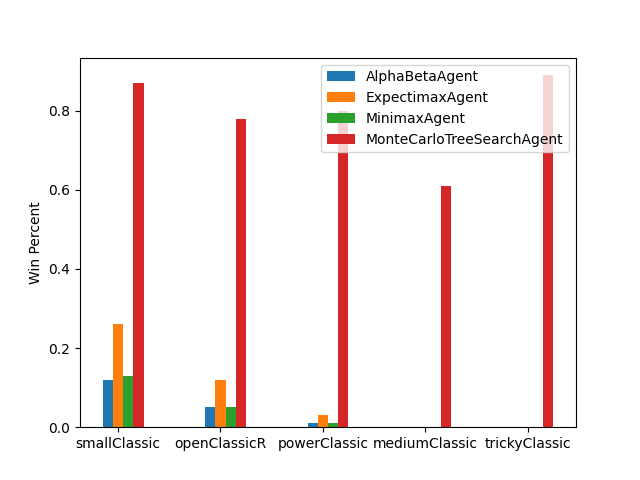 AlphaBetaAgent
ExpectimaxAgent
MinimaxAgent
MonteCarloTreeSearchAgent
Win Percent
0.8
0.6
0.4
0.2
0.0
smallClassic openClassicR powerClassic mediumClassic trickyClassic